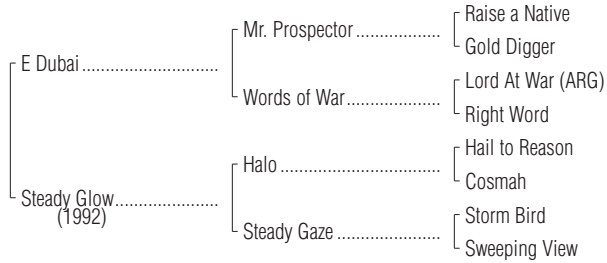 Raise a Native
Mr. Prospector ..................
Gold Digger
E Dubai .............................
Lord At War (ARG)
Words of War ....................
Right Word
Hail to Reason
Halo ..................................
Cosmah
Steady Glow .....................
(1992)
Storm Bird
Steady Gaze .....................
Sweeping View